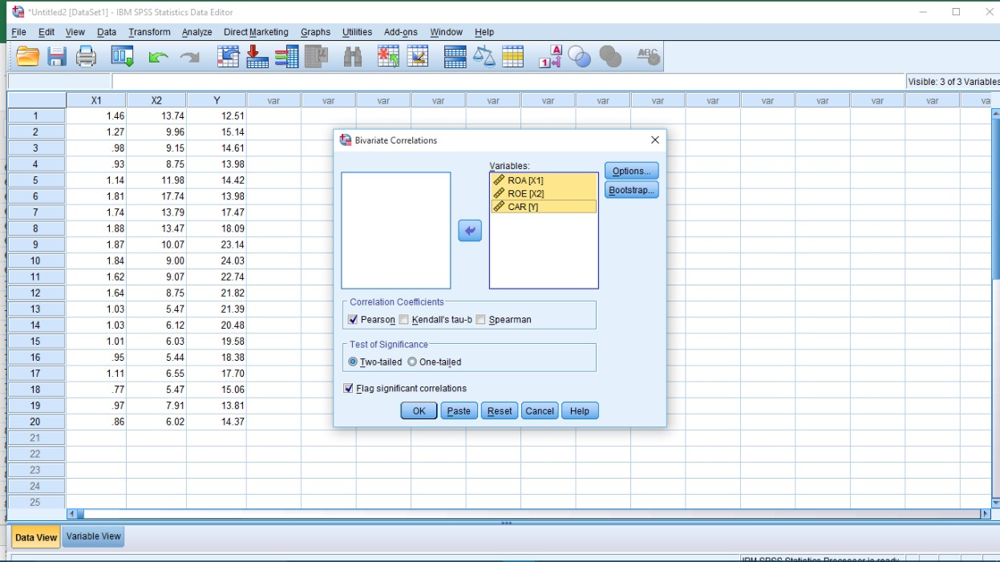 *Untitled2 [DataSet1] - IBM SPSS Statistics Data Editor
File Edit View Data Transform Analyze Direct Marketing Graphs Utilities Add-ons Window Help
Visible: 3 of 3 Variables
X1 X2 Y var var var var var var var var var var var var var va
1 1.46 13.74 12.51
2 1.27 9.96 15.14
3 .98 9.15 14.61
4 .93 8.75 13.98
5 1.14 11.98 14.42
6 1.81 17.74 13.98
7 1.74 13.79 17.47
8 1.88 13.47 18.09
9 1.87 10.07 23.14
10 1.84 9.00 24.03
11 1.62 9.07 22.74
12 1.64 8.75 21.82
13 1.03 5.47 21.39
14 1.03 6.12 20.48
15 1.01 6.03 19.58
16 .95 5.44 18.38
17 1.11 6.55 17.70
18 .77 5.47 15.06
19 .97 7.91 13.81
20 .86 6.02 14.37
21
22
23
24
25
Bivariate Correlations
Variables:
ROA [X1]
ROE [X2]
CAR [Y]
Options...
Bootstrap...
Correlation Coefficients
Pearson Kendall's tau-b Spearman
Test of Significance
Two-tailed One-tailed
Flag significant correlations
OK Paste Reset Cancel Help
Data View Variable View
IBM SPSS Statistics Processor is ready